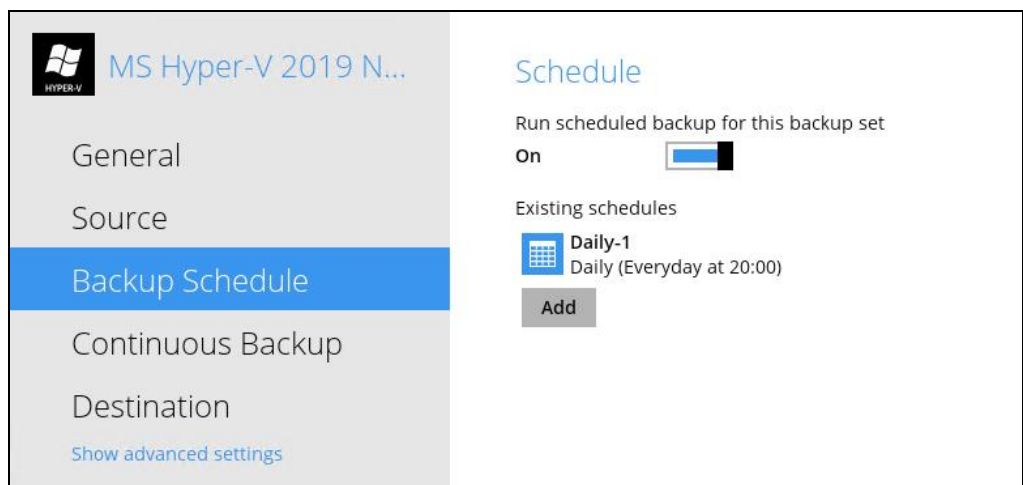 HYPER-V
MS Hyper-V 2019 N...
General
Source
Backup Schedule
Continuous Backup
Destination
Show advanced settings
Schedule
Run scheduled backup for this backup set
On
Existing schedules
Daily-1
Daily (Everyday at 20:00)
Add